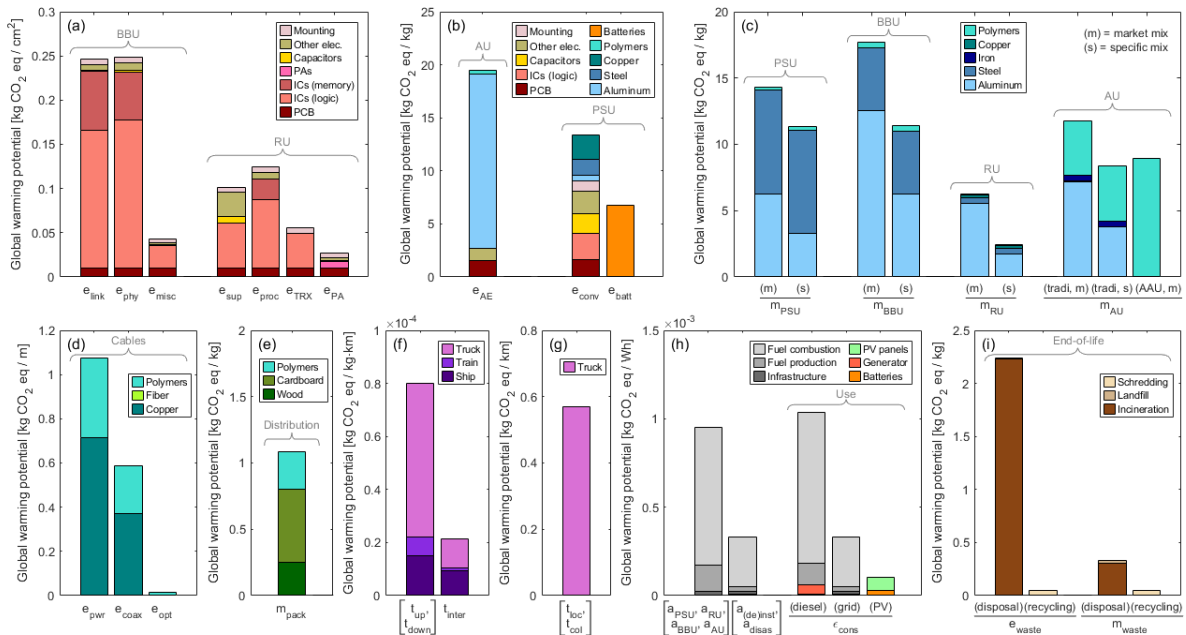 (a)
BBU
RU
Mounting
Other elec.
Capacitors
PAs
ICs (memory)
ICs (logic)
PCB
Global warming potential [kg CO2 eq / cm2]
0.3
0.25
0.2
0.15
0.1
0.05
0
elink ephy emisc esup eproc eTRX ePA
(b)
AU
PSU
Mounting
Other elec.
Capacitors
ICs (logic)
PCB
Batteries
Polymers
Copper
Steel
Aluminum
Global warming potential [kg CO2 eq / kg]
25
20
15
10
5
0
eAE econv ebatt
(c)
PSU
BBU
RU
AU
Polymers
Copper
Iron
Steel
Aluminum
(m) = market mix
(s) = specific mix
Global warming potential [kg CO2 eq / kg]
20
15
10
5
0
(m) (s) (m) (s) (m) (s) (tradi, m) (tradi, s) (AAU, m)
mPSU mBBU mRU mAU
(d)
Cables
Polymers
Fiber
Copper
Global warming potential [kg CO2 eq / m]
1.2
1
0.8
0.6
0.4
0.2
0
epwr ecoax eopt
(e)
Polymers
Cardboard
Wood
Distribution
Global warming potential [kg CO2 eq / kg]
2
1.5
1
0.5
0
mpack
(f)
Truck
Train
Ship
Global warming potential [kg CO2 eq / kg-km]
×10-4
1
0.8
0.6
0.4
0.2
0
[tup, tdown] tinter
(g)
Truck
Global warming potential [kg CO2 eq / km]
1
0.8
0.6
0.4
0.2
0
[tloc, tcol]
(h)
Fuel combustion
Fuel production
Infrastructure
PV panels
Generator
Batteries
Use
Global warming potential [kg CO2 eq / Wh]
×10-3
1.5
1
0.5
0
[aPSU, aRU, aBBU, aAU] [a(de)inst, adisas] (diesel) (grid) (PV)
ϵcons
(i)
End-of-life
Schredding
Landfill
Incineration
Global warming potential [kg CO2 eq / kg]
2.5
2
1.5
1
0.5
0
(disposal) (recycling) (disposal) (recycling)
ewaste mwaste